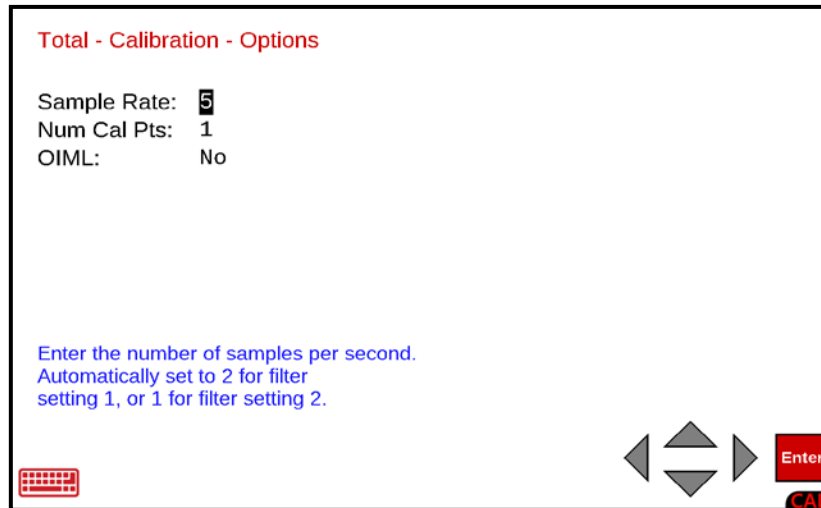 Total - Calibration - Options
Sample Rate: 5
Num Cal Pts: 1
OIML: No
Enter the number of samples per second.
Automatically set to 2 for filter
setting 1, or 1 for filter setting 2.
Enter